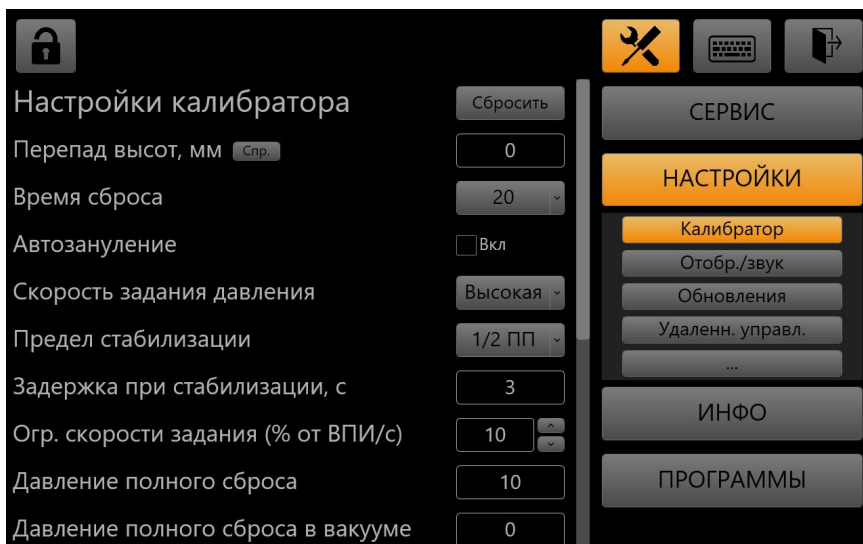 Настройки калибратора
Сбросить
Перепад высот, мм Спр.
0
Время сброса
20
Автозануление
Вкл
Скорость задания давления
Высокая
Предел стабилизации
1/2 ПП
Задержка при стабилизации, с
3
Огр. скорости задания (% от ВПИ/с)
10
Давление полного сброса
10
Давление полного сброса в вакууме
0
СЕРВИС
НАСТРОЙКИ
Калибратор
Отобр./звук
Обновления
Удаленн. управл.
...
ИНФО
ПРОГРАММЫ